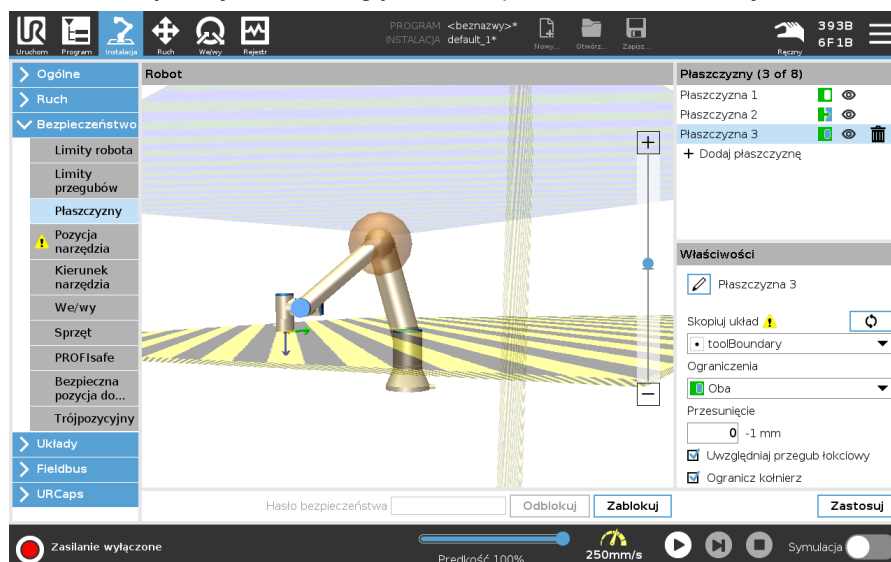 PROGRAM <beznazwy>*
INSTALACJA default_1*
Uruchom
Program
Instalacja
Ruch
We/wy
Rejestr
Nowy...
Otwórz...
Zapisz...
Ręczny
393B
6F1B
Ogólne
Ruch
Bezpieczeństwo
Limity robota
Limity
przegubów
Płaszczyzny
Pozycja
narzędzia
Kierunek
narzędzia
We/wy
Sprzęt
PROFIsafe
Bezpieczna
pozycja do...
Trójpozycyjny
Układy
Fieldbus
URCaps
Robot
Hasło bezpieczeństwa
Odblokuj
Zablokuj
Płaszczyzny (3 of 8)
Płaszczyzna 1
Płaszczyzna 2
Płaszczyzna 3
+ Dodaj płaszczyznę
Właściwości
Płaszczyzna 3
Skopiuj układ
toolBoundary
Ograniczenia
Oba
Przesunięcie
0 -1 mm
Uwzględniaj przegub łokciowy
Ogranicz kołnierz
Zastosuj
Zasilanie wyłączone
Prędkość 100%
250mm/s
Symulacja